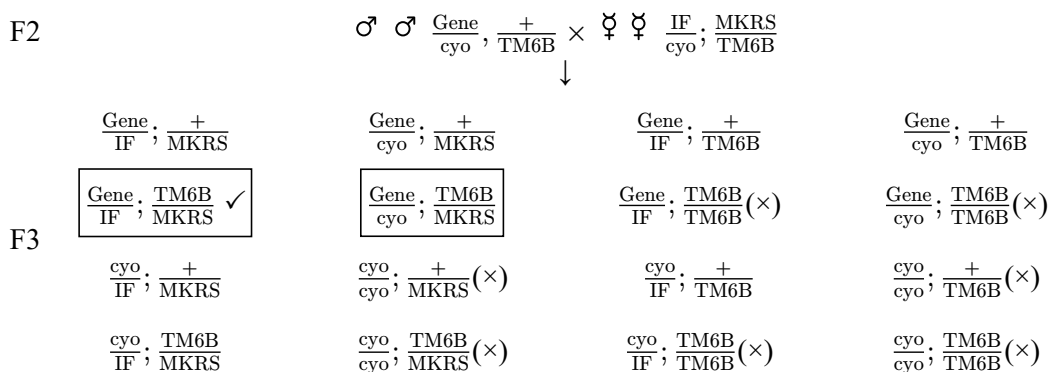 F2 ♂ ♂ Gene/cyo, +/TM6B × ☿ ☿ IF/cyo; MKRS/TM6B
↓
Gene/IF; +/MKRS Gene/cyo; +/MKRS Gene/IF; +/TM6B Gene/cyo; +/TM6B
Gene/IF; TM6B/MKRS ✓ Gene/cyo; TM6B/MKRS Gene/IF; TM6B/TM6B(×) Gene/cyo; TM6B/TM6B(×)
F3
cyo/IF; +/MKRS cyo/cyo; +/MKRS(×) cyo/IF; +/TM6B cyo/cyo; +/TM6B(×)
cyo/IF; TM6B/MKRS cyo/cyo; TM6B/MKRS(×) cyo/IF; TM6B/TM6B(×) cyo/cyo; TM6B/TM6B(×)